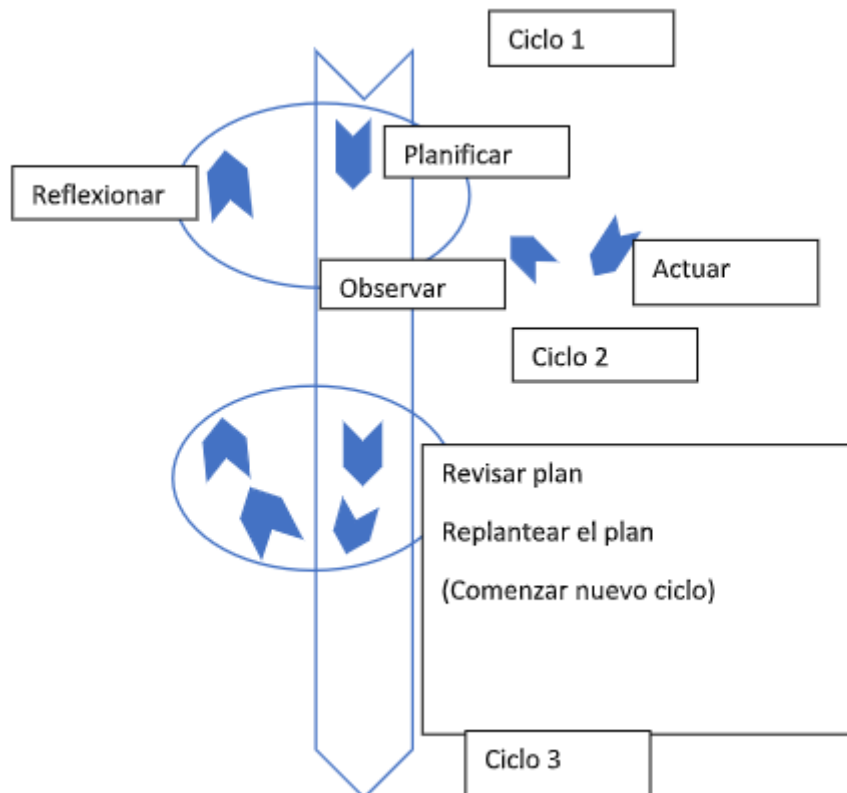 Ciclo 1
Planificar
Reflexionar
Actuar
Observar
Ciclo 2
Revisar plan
Replantear el plan
(Comenzar nuevo ciclo)
Ciclo 3